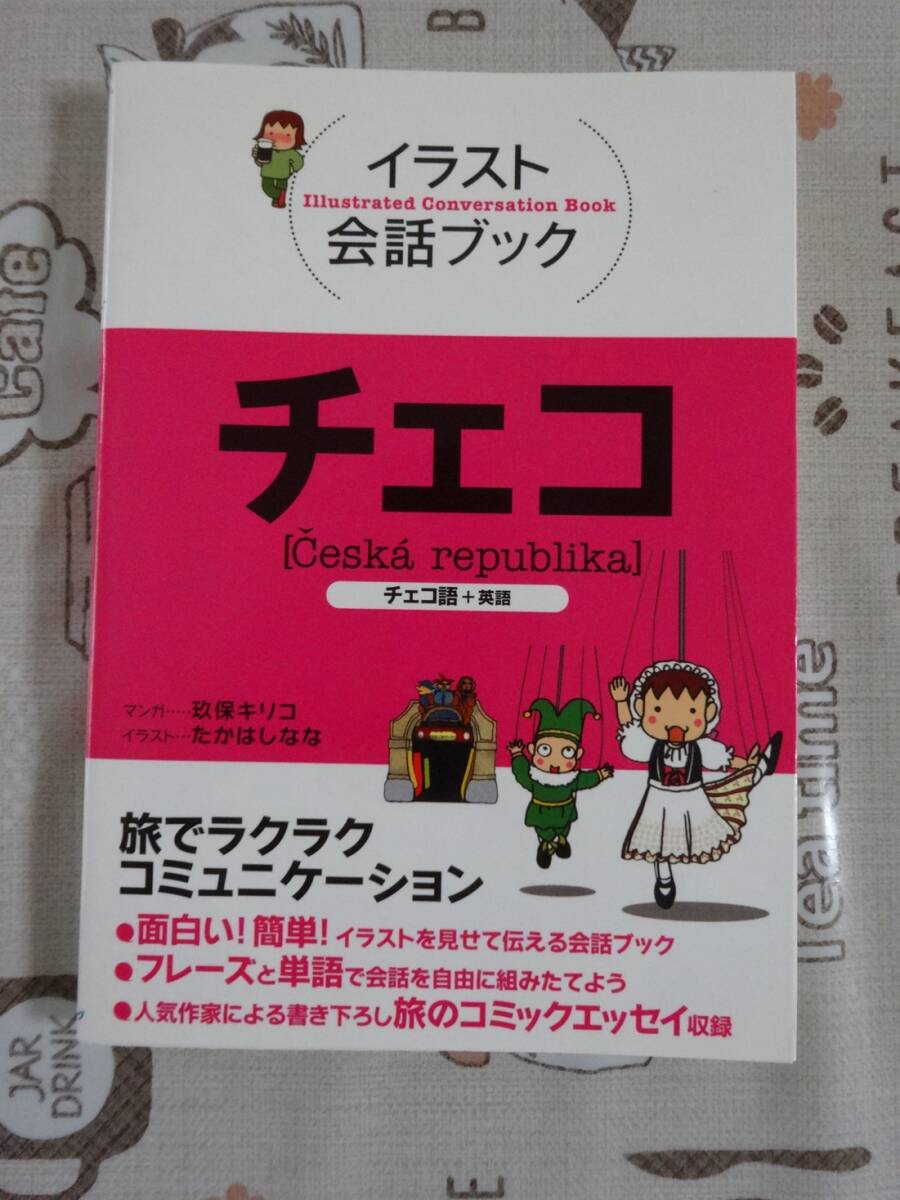 イラスト
Illustrated Conversation Book
会話ブック
チェコ
[Česká republika]
チェコ語+英語
マンガ……玖保キリコ
イラスト…たかはしなな
旅でラクラク
コミュニケーション
●面白い!簡単!イラストを見せて伝える会話ブック
●フレーズと単語で会話を自由に組みたてよう
●人気作家による書き下ろし旅のコミックエッセイ収録
Cafe
JAR
DRINK
Teatime